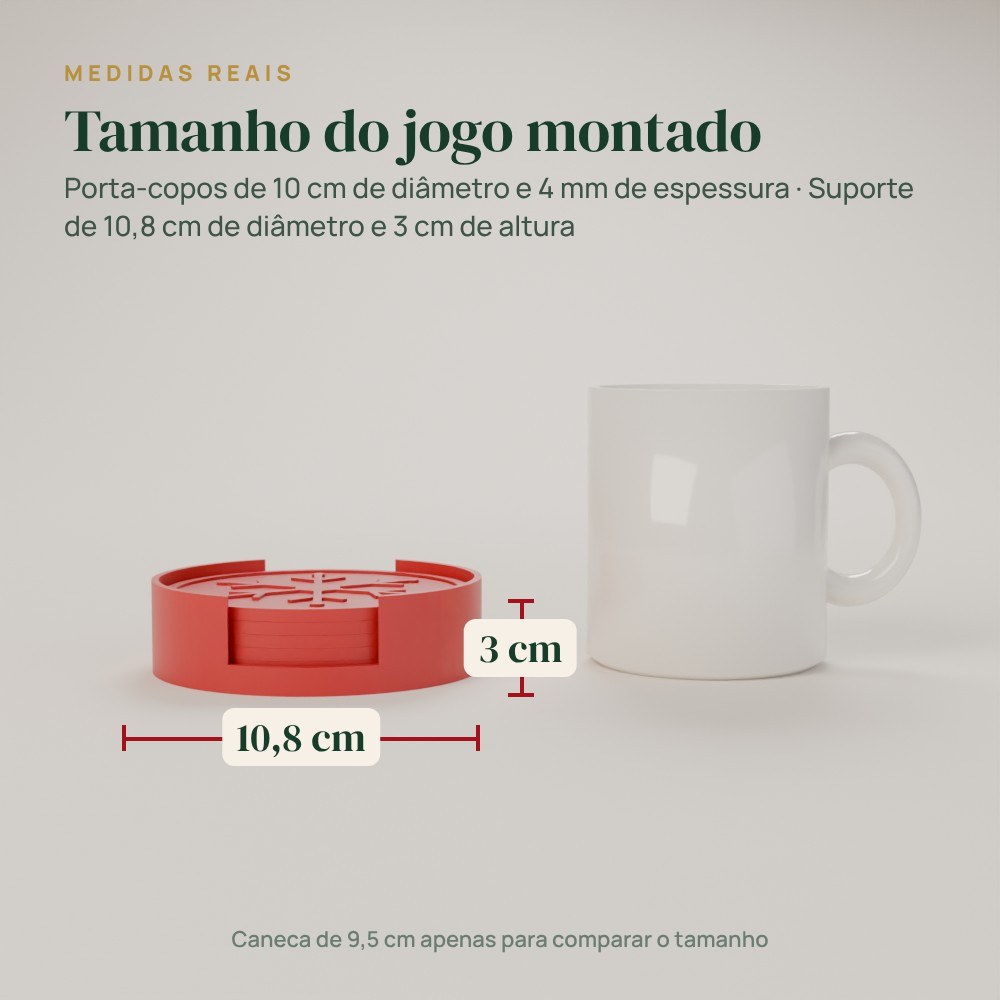 MEDIDAS REAIS
Tamanho do jogo montado
Porta-copos de 10 cm de diâmetro e 4 mm de espessura · Suporte
de 10,8 cm de diâmetro e 3 cm de altura
3 cm
10,8 cm
Caneca de 9,5 cm apenas para comparar o tamanho